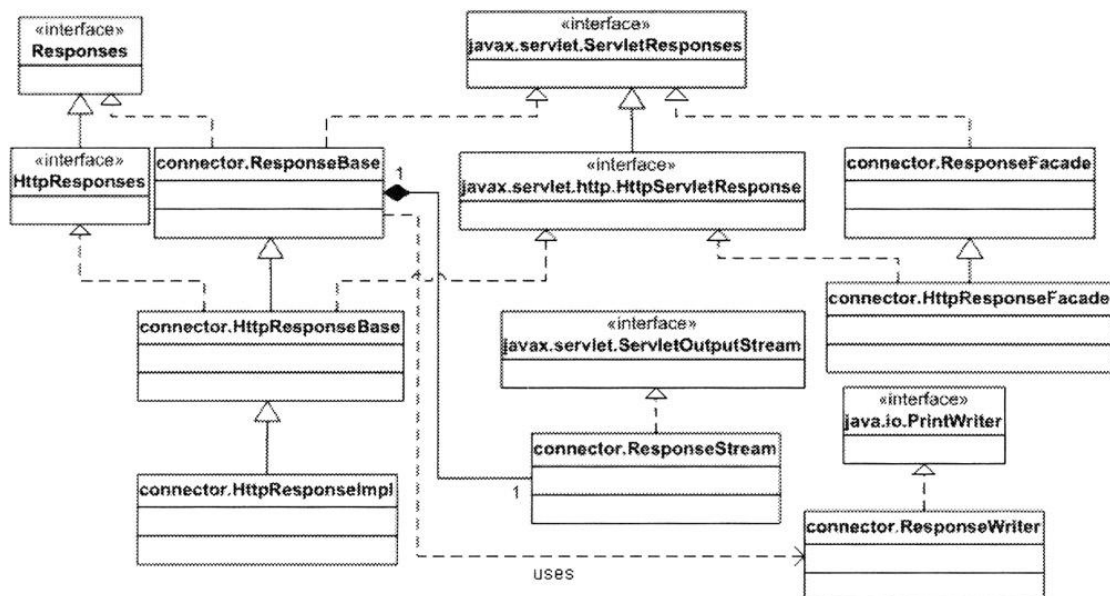 «interface»
Responses
«interface»
javax.servlet.ServletResponses
«interface»
HttpResponses
connector.ResponseBase
1
«interface»
javax.servlet.http.HttpServletResponse
connector.ResponseFacade
connector.HttpResponseBase
«interface»
javax.servlet.ServletOutputStream
connector.HttpResponseFacade
«interface»
java.io.PrintWriter
connector.HttpResponseImpl
connector.ResponseStream
1
connector.ResponseWriter
uses